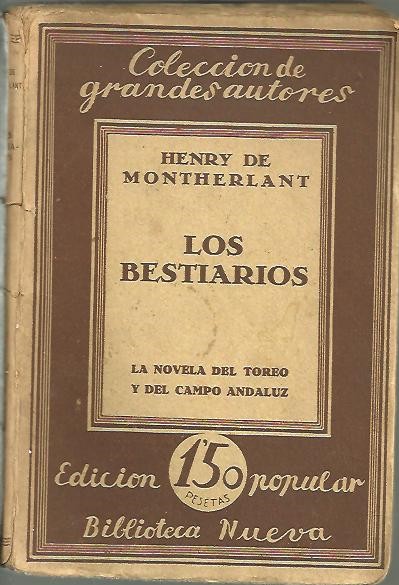 Coleccion de
grandes autores
HENRY DE
MONTHERLANT
LOS
BESTIARIOS
LA NOVELA DEL TOREO
Y DEL CAMPO ANDALUZ
Edicion 1'50 popular
PESETAS
Biblioteca Nueva